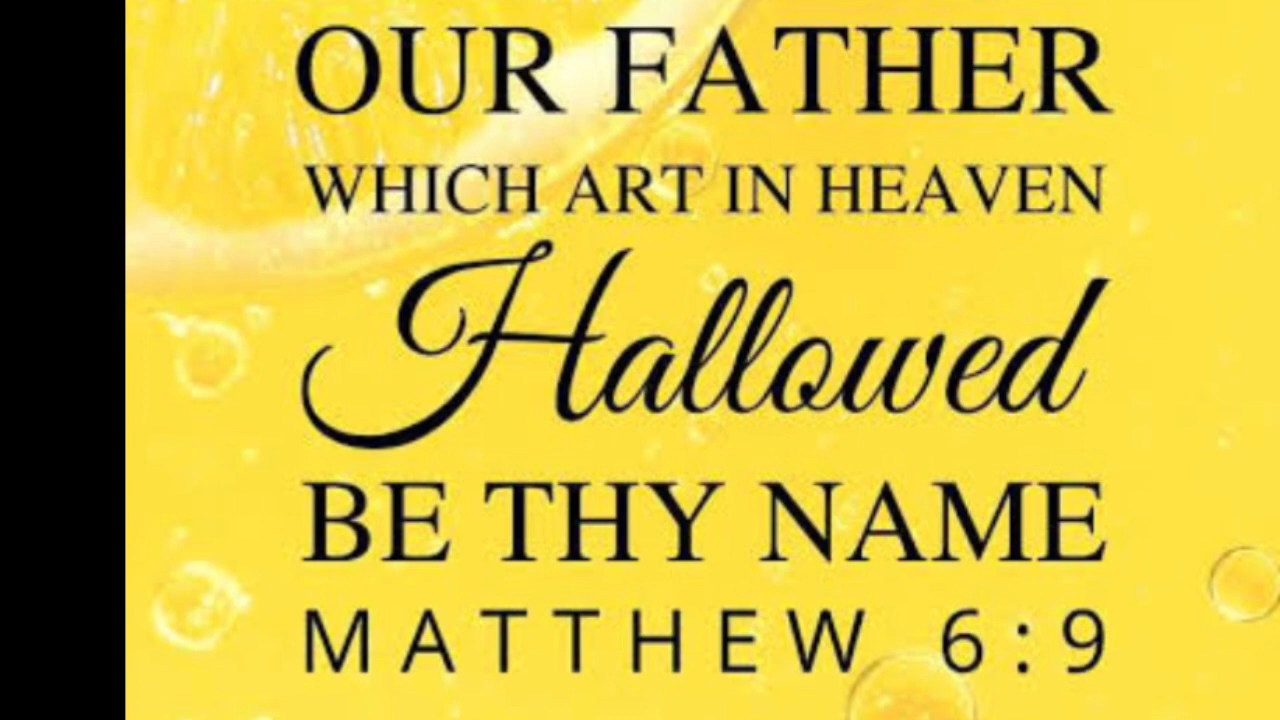 OUR FATHER
WHICH ART IN HEAVEN
Hallowed
BE THY NAME
MATTHEW 6:9